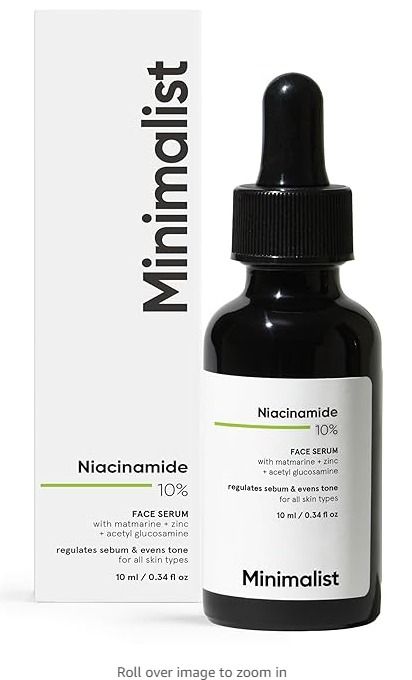 Minimalist
Niacinamide
10%
FACE SERUM
with matmarine + zinc
+ acetyl glucosamine
regulates sebum & evens tone
for all skin types
10 ml / 0.34 fl oz
Niacinamide
10%
FACE SERUM
with matmarine + zinc
+ acetyl glucosamine
regulates sebum & evens tone
for all skin types
10 ml / 0.34 fl oz
Minimalist
Roll over image to zoom in